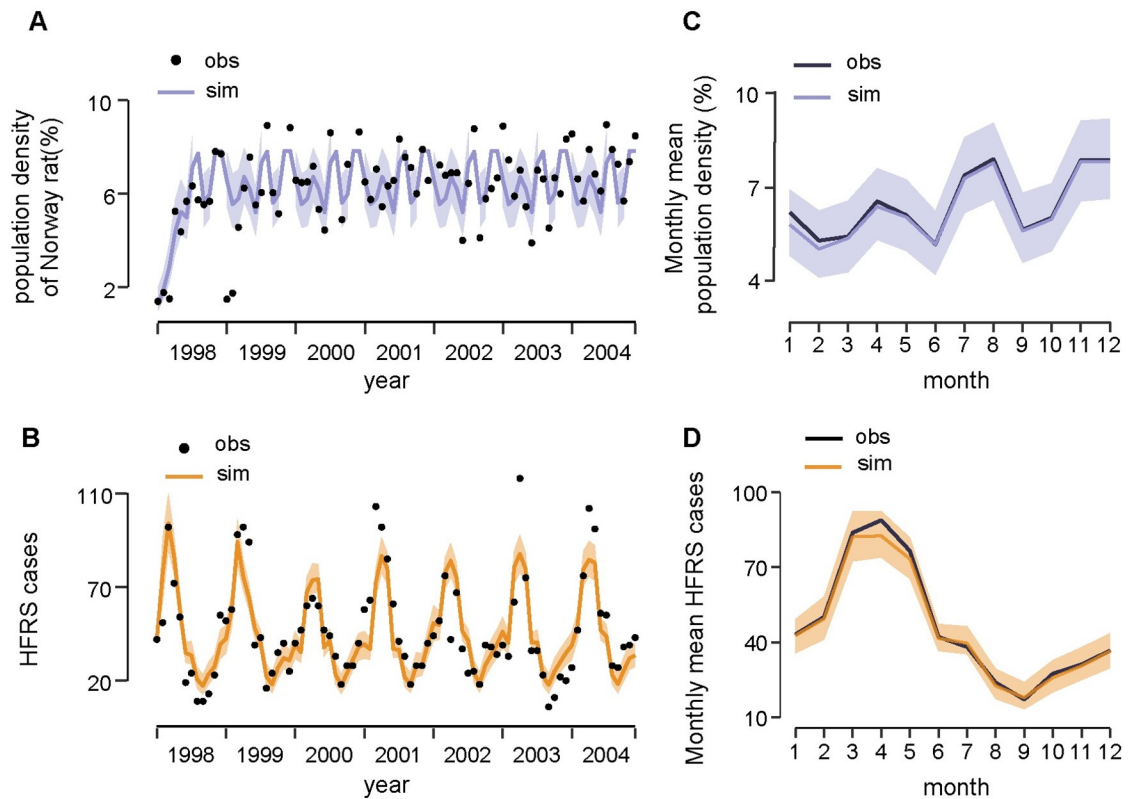 A
obs
sim
population density
of Norway rat(%)
10
6
2
1998 1999 2000 2001 2002 2003 2004
year
C
obs
sim
Monthly mean
population density (%)
10
7
4
1 2 3 4 5 6 7 8 9 10 11 12
month
B
obs
sim
HFRS cases
110
70
20
1998 1999 2000 2001 2002 2003 2004
year
D
obs
sim
Monthly mean HFRS cases
100
70
40
10
1 2 3 4 5 6 7 8 9 10 11 12
month